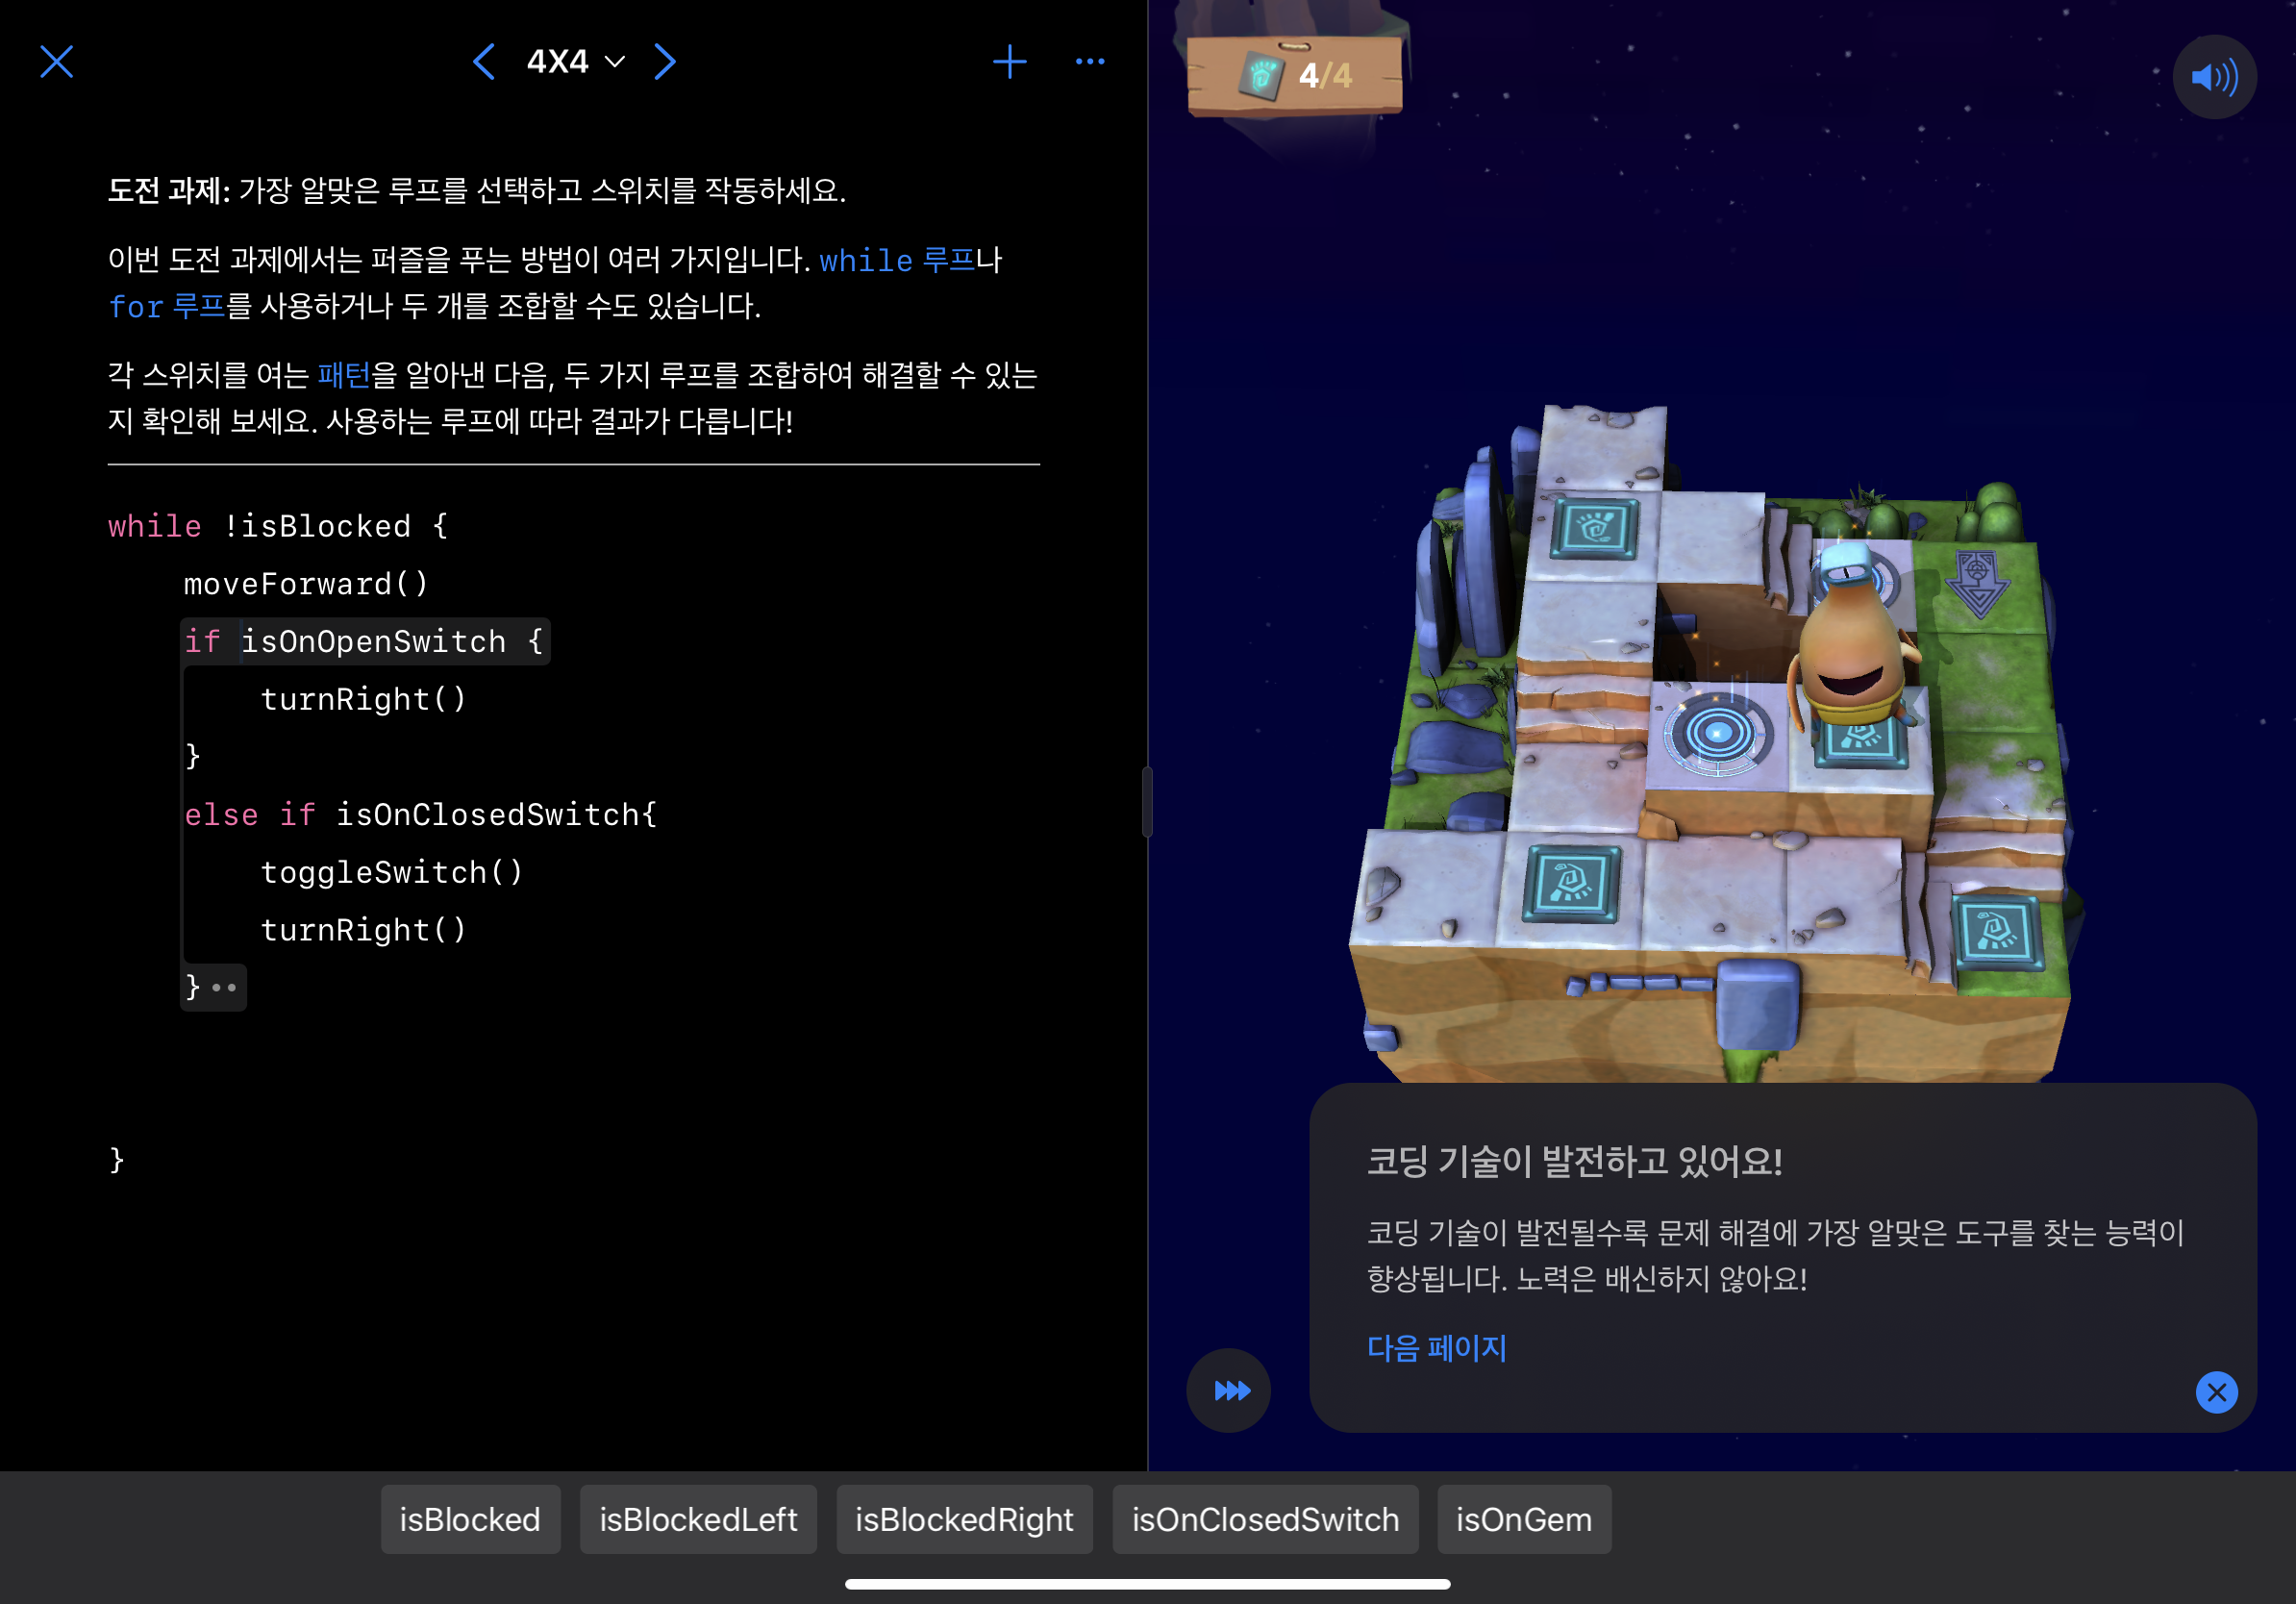 4X4
4/4
도전 과제: 가장 알맞은 루프를 선택하고 스위치를 작동하세요.
이번 도전 과제에서는 퍼즐을 푸는 방법이 여러 가지입니다. while 루프나
for 루프를 사용하거나 두 개를 조합할 수도 있습니다.
각 스위치를 여는 패턴을 알아낸 다음, 두 가지 루프를 조합하여 해결할 수 있는
지 확인해 보세요. 사용하는 루프에 따라 결과가 다릅니다!
while !isBlocked {
moveForward()
if isOnOpenSwitch {
turnRight()
}
else if isOnClosedSwitch{
toggleSwitch()
turnRight()
}
}
코딩 기술이 발전하고 있어요!
코딩 기술이 발전될수록 문제 해결에 가장 알맞은 도구를 찾는 능력이
향상됩니다. 노력은 배신하지 않아요!
다음 페이지
isBlocked isBlockedLeft isBlockedRight isOnClosedSwitch isOnGem